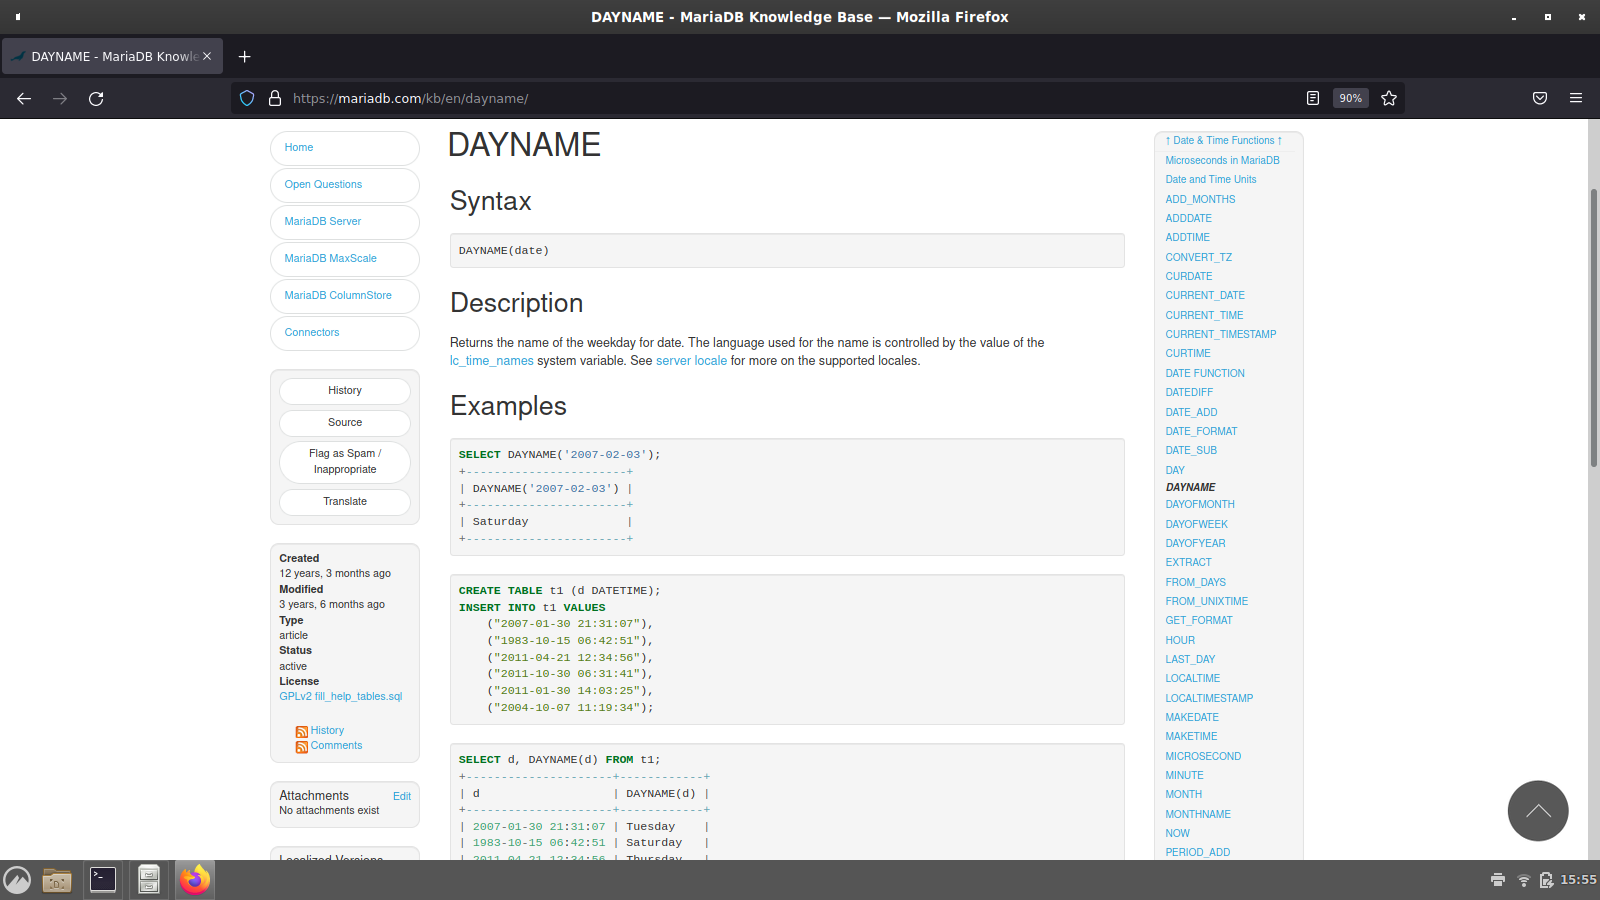 DAYNAME - MariaDB Knowledge Base — Mozilla Firefox
DAYNAME - MariaDB Knowle
https://mariadb.com/kb/en/dayname/
90%
Home
Open Questions
MariaDB Server
MariaDB MaxScale
MariaDB ColumnStore
Connectors
History
Source
Flag as Spam /
Inappropriate
Translate
Created
12 years, 3 months ago
Modified
3 years, 6 months ago
Type
article
Status
active
License
GPLv2 fill_help_tables.sql
History
Comments
Attachments Edit
No attachments exist
Localized Versions
DAYNAME
Syntax
DAYNAME(date)
Description
Returns the name of the weekday for date. The language used for the name is controlled by the value of the
lc_time_names system variable. See server locale for more on the supported locales.
Examples
SELECT DAYNAME('2007-02-03');
+-----------------------+
| DAYNAME('2007-02-03') |
+-----------------------+
| Saturday              |
+-----------------------+
CREATE TABLE t1 (d DATETIME);
INSERT INTO t1 VALUES
("2007-01-30 21:31:07"),
("1983-10-15 06:42:51"),
("2011-04-21 12:34:56"),
("2011-10-30 06:31:41"),
("2011-01-30 14:03:25"),
("2004-10-07 11:19:34");
SELECT d, DAYNAME(d) FROM t1;
+---------------------+------------+
| d                   | DAYNAME(d) |
+---------------------+------------+
| 2007-01-30 21:31:07 | Tuesday    |
| 1983-10-15 06:42:51 | Saturday   |
| 2011-04-21 12:34:56 | Thursday   |
↑ Date & Time Functions ↑
Microseconds in MariaDB
Date and Time Units
ADD_MONTHS
ADDDATE
ADDTIME
CONVERT_TZ
CURDATE
CURRENT_DATE
CURRENT_TIME
CURRENT_TIMESTAMP
CURTIME
DATE FUNCTION
DATEDIFF
DATE_ADD
DATE_FORMAT
DATE_SUB
DAY
DAYNAME
DAYOFMONTH
DAYOFWEEK
DAYOFYEAR
EXTRACT
FROM_DAYS
FROM_UNIXTIME
GET_FORMAT
HOUR
LAST_DAY
LOCALTIME
LOCALTIMESTAMP
MAKEDATE
MAKETIME
MICROSECOND
MINUTE
MONTH
MONTHNAME
NOW
PERIOD_ADD
15:55